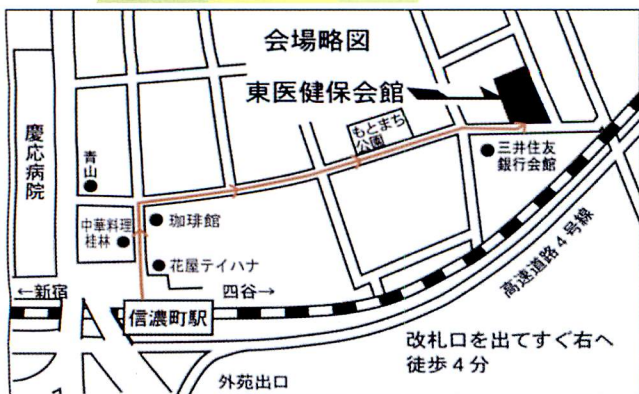 会場略図
東医健保会館
慶応病院
青山
もとまち
公園
三井住友
銀行会館
中華料理
桂林
珈琲館
花屋テイハナ
←新宿
四谷→
信濃町駅
高速道路4号線
改札口を出てすぐ右へ
徒歩4分
外苑出口